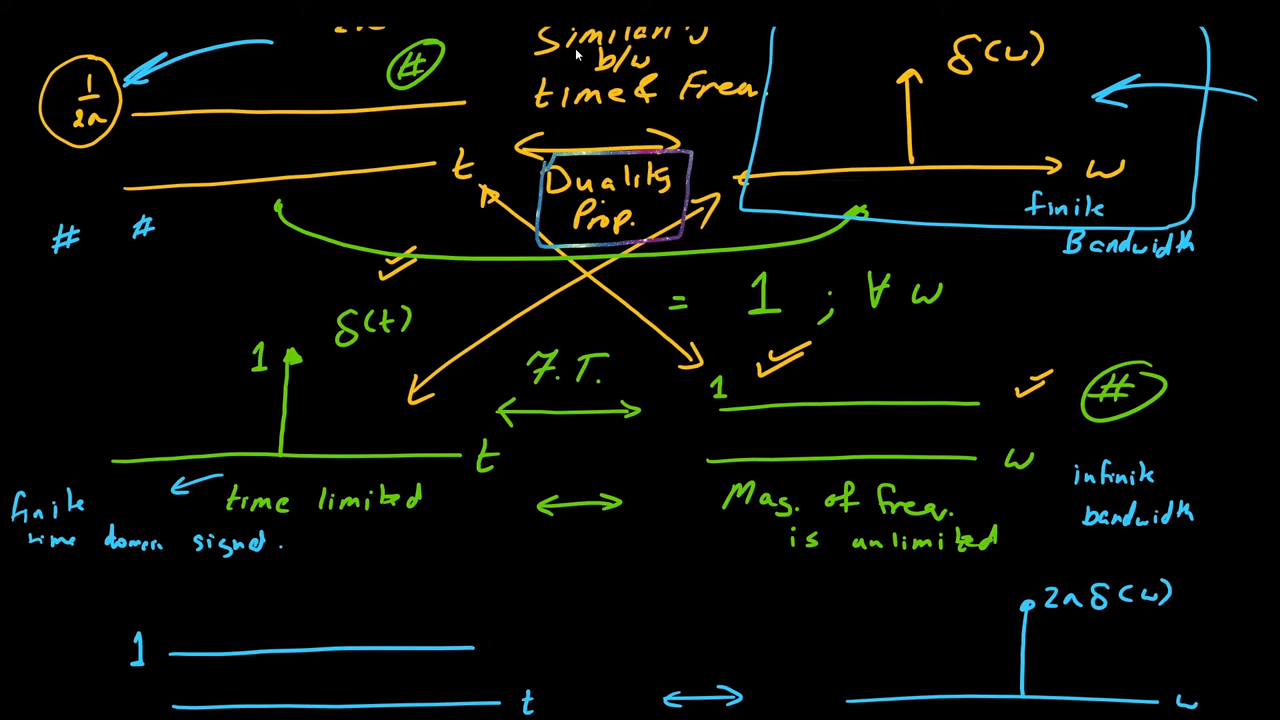 Similarity
b/w
time & Freq.
1
2π
#
δ(ω)
t
ω
Duality
Prop.
finite
Bandwidth
# #
= 1 ; ∀ ω
δ(t)
1
F.T.
1
#
t
ω
time limited
Mag. of freq.
is unlimited
infinite
bandwidth
finite
time domain signal.
2π δ(ω)
1
t
ω